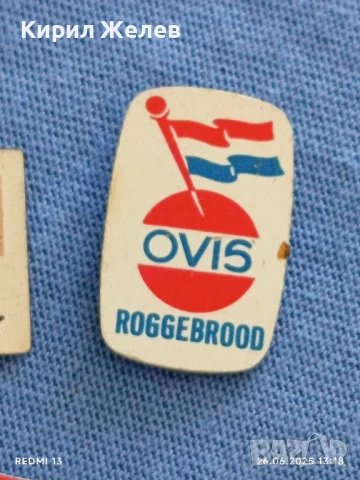 Кирил Желев
OVIS
ROGGEBROOD
REDMI 13
26.06.2025 13:18